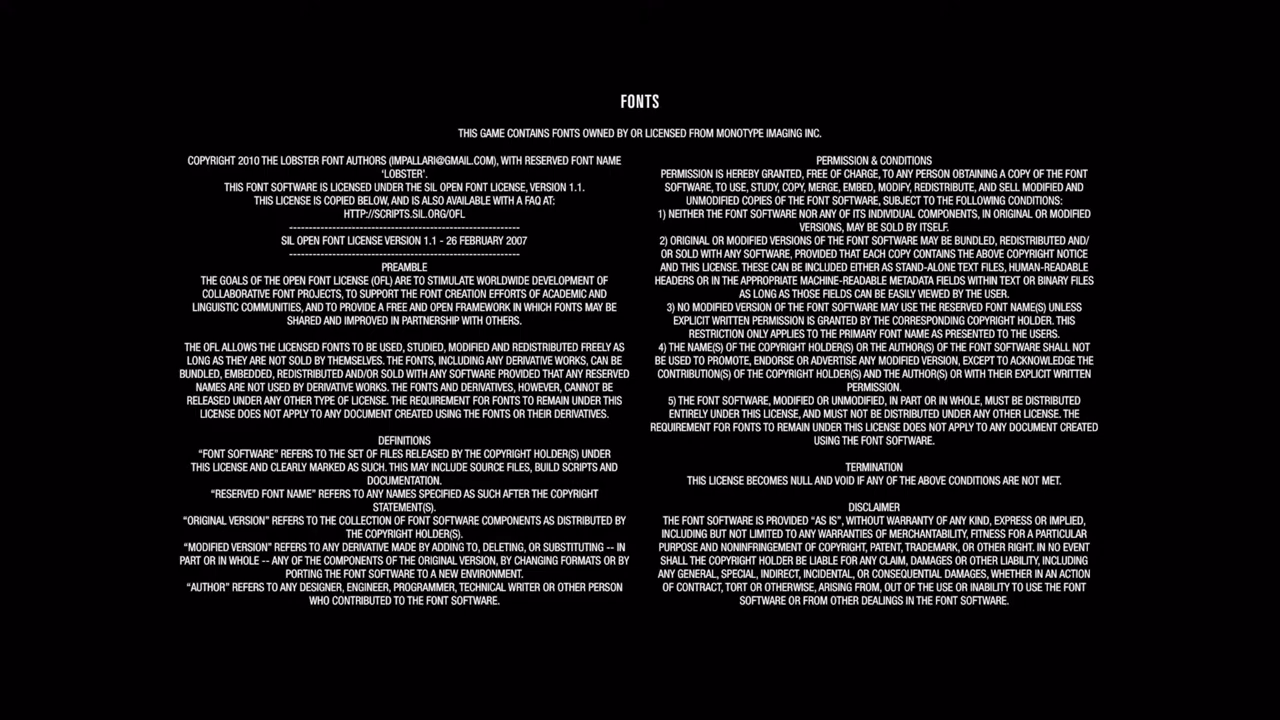 FONTS
THIS GAME CONTAINS FONTS OWNED BY OR LICENSED FROM MONOTYPE IMAGING INC.
COPYRIGHT 2010 THE LOBSTER FONT AUTHORS (IMPALLARI@GMAIL.COM), WITH RESERVED FONT NAME
‘LOBSTER’.
THIS FONT SOFTWARE IS LICENSED UNDER THE SIL OPEN FONT LICENSE, VERSION 1.1.
THIS LICENSE IS COPIED BELOW, AND IS ALSO AVAILABLE WITH A FAQ AT:
HTTP://SCRIPTS.SIL.ORG/OFL
-----------------------------------------------------------
SIL OPEN FONT LICENSE VERSION 1.1 - 26 FEBRUARY 2007
-----------------------------------------------------------
PREAMBLE
THE GOALS OF THE OPEN FONT LICENSE (OFL) ARE TO STIMULATE WORLDWIDE DEVELOPMENT OF
COLLABORATIVE FONT PROJECTS, TO SUPPORT THE FONT CREATION EFFORTS OF ACADEMIC AND
LINGUISTIC COMMUNITIES, AND TO PROVIDE A FREE AND OPEN FRAMEWORK IN WHICH FONTS MAY BE
SHARED AND IMPROVED IN PARTNERSHIP WITH OTHERS.
THE OFL ALLOWS THE LICENSED FONTS TO BE USED, STUDIED, MODIFIED AND REDISTRIBUTED FREELY AS
LONG AS THEY ARE NOT SOLD BY THEMSELVES. THE FONTS, INCLUDING ANY DERIVATIVE WORKS, CAN BE
BUNDLED, EMBEDDED, REDISTRIBUTED AND/OR SOLD WITH ANY SOFTWARE PROVIDED THAT ANY RESERVED
NAMES ARE NOT USED BY DERIVATIVE WORKS. THE FONTS AND DERIVATIVES, HOWEVER, CANNOT BE
RELEASED UNDER ANY OTHER TYPE OF LICENSE. THE REQUIREMENT FOR FONTS TO REMAIN UNDER THIS
LICENSE DOES NOT APPLY TO ANY DOCUMENT CREATED USING THE FONTS OR THEIR DERIVATIVES.
DEFINITIONS
“FONT SOFTWARE” REFERS TO THE SET OF FILES RELEASED BY THE COPYRIGHT HOLDER(S) UNDER
THIS LICENSE AND CLEARLY MARKED AS SUCH. THIS MAY INCLUDE SOURCE FILES, BUILD SCRIPTS AND
DOCUMENTATION.
“RESERVED FONT NAME” REFERS TO ANY NAMES SPECIFIED AS SUCH AFTER THE COPYRIGHT
STATEMENT(S).
“ORIGINAL VERSION” REFERS TO THE COLLECTION OF FONT SOFTWARE COMPONENTS AS DISTRIBUTED BY
THE COPYRIGHT HOLDER(S).
“MODIFIED VERSION” REFERS TO ANY DERIVATIVE MADE BY ADDING TO, DELETING, OR SUBSTITUTING -- IN
PART OR IN WHOLE -- ANY OF THE COMPONENTS OF THE ORIGINAL VERSION, BY CHANGING FORMATS OR BY
PORTING THE FONT SOFTWARE TO A NEW ENVIRONMENT.
“AUTHOR” REFERS TO ANY DESIGNER, ENGINEER, PROGRAMMER, TECHNICAL WRITER OR OTHER PERSON
WHO CONTRIBUTED TO THE FONT SOFTWARE.
PERMISSION & CONDITIONS
PERMISSION IS HEREBY GRANTED, FREE OF CHARGE, TO ANY PERSON OBTAINING A COPY OF THE FONT
SOFTWARE, TO USE, STUDY, COPY, MERGE, EMBED, MODIFY, REDISTRIBUTE, AND SELL MODIFIED AND
UNMODIFIED COPIES OF THE FONT SOFTWARE, SUBJECT TO THE FOLLOWING CONDITIONS:
1) NEITHER THE FONT SOFTWARE NOR ANY OF ITS INDIVIDUAL COMPONENTS, IN ORIGINAL OR MODIFIED
VERSIONS, MAY BE SOLD BY ITSELF.
2) ORIGINAL OR MODIFIED VERSIONS OF THE FONT SOFTWARE MAY BE BUNDLED, REDISTRIBUTED AND/
OR SOLD WITH ANY SOFTWARE, PROVIDED THAT EACH COPY CONTAINS THE ABOVE COPYRIGHT NOTICE
AND THIS LICENSE. THESE CAN BE INCLUDED EITHER AS STAND-ALONE TEXT FILES, HUMAN-READABLE
HEADERS OR IN THE APPROPRIATE MACHINE-READABLE METADATA FIELDS WITHIN TEXT OR BINARY FILES
AS LONG AS THOSE FIELDS CAN BE EASILY VIEWED BY THE USER.
3) NO MODIFIED VERSION OF THE FONT SOFTWARE MAY USE THE RESERVED FONT NAME(S) UNLESS
EXPLICIT WRITTEN PERMISSION IS GRANTED BY THE CORRESPONDING COPYRIGHT HOLDER. THIS
RESTRICTION ONLY APPLIES TO THE PRIMARY FONT NAME AS PRESENTED TO THE USERS.
4) THE NAME(S) OF THE COPYRIGHT HOLDER(S) OR THE AUTHOR(S) OF THE FONT SOFTWARE SHALL NOT
BE USED TO PROMOTE, ENDORSE OR ADVERTISE ANY MODIFIED VERSION, EXCEPT TO ACKNOWLEDGE THE
CONTRIBUTION(S) OF THE COPYRIGHT HOLDER(S) AND THE AUTHOR(S) OR WITH THEIR EXPLICIT WRITTEN
PERMISSION.
5) THE FONT SOFTWARE, MODIFIED OR UNMODIFIED, IN PART OR IN WHOLE, MUST BE DISTRIBUTED
ENTIRELY UNDER THIS LICENSE, AND MUST NOT BE DISTRIBUTED UNDER ANY OTHER LICENSE. THE
REQUIREMENT FOR FONTS TO REMAIN UNDER THIS LICENSE DOES NOT APPLY TO ANY DOCUMENT CREATED
USING THE FONT SOFTWARE.
TERMINATION
THIS LICENSE BECOMES NULL AND VOID IF ANY OF THE ABOVE CONDITIONS ARE NOT MET.
DISCLAIMER
THE FONT SOFTWARE IS PROVIDED “AS IS”, WITHOUT WARRANTY OF ANY KIND, EXPRESS OR IMPLIED,
INCLUDING BUT NOT LIMITED TO ANY WARRANTIES OF MERCHANTABILITY, FITNESS FOR A PARTICULAR
PURPOSE AND NONINFRINGEMENT OF COPYRIGHT, PATENT, TRADEMARK, OR OTHER RIGHT. IN NO EVENT
SHALL THE COPYRIGHT HOLDER BE LIABLE FOR ANY CLAIM, DAMAGES OR OTHER LIABILITY, INCLUDING
ANY GENERAL, SPECIAL, INDIRECT, INCIDENTAL, OR CONSEQUENTIAL DAMAGES, WHETHER IN AN ACTION
OF CONTRACT, TORT OR OTHERWISE, ARISING FROM, OUT OF THE USE OR INABILITY TO USE THE FONT
SOFTWARE OR FROM OTHER DEALINGS IN THE FONT SOFTWARE.